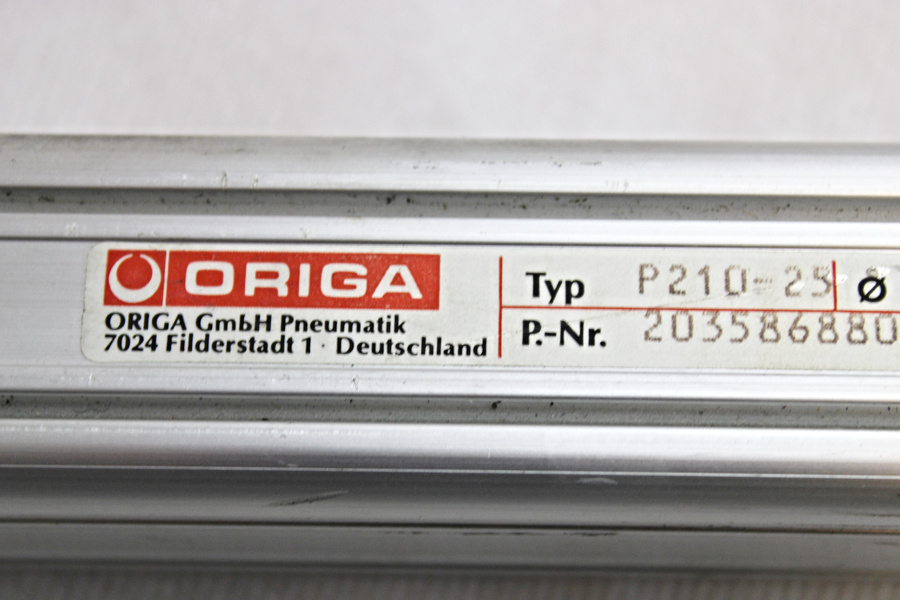 ORIGA
ORIGA GmbH Pneumatik
7024 Filderstadt 1 · Deutschland
Typ P210-25 Ø
P.-Nr. 203586880